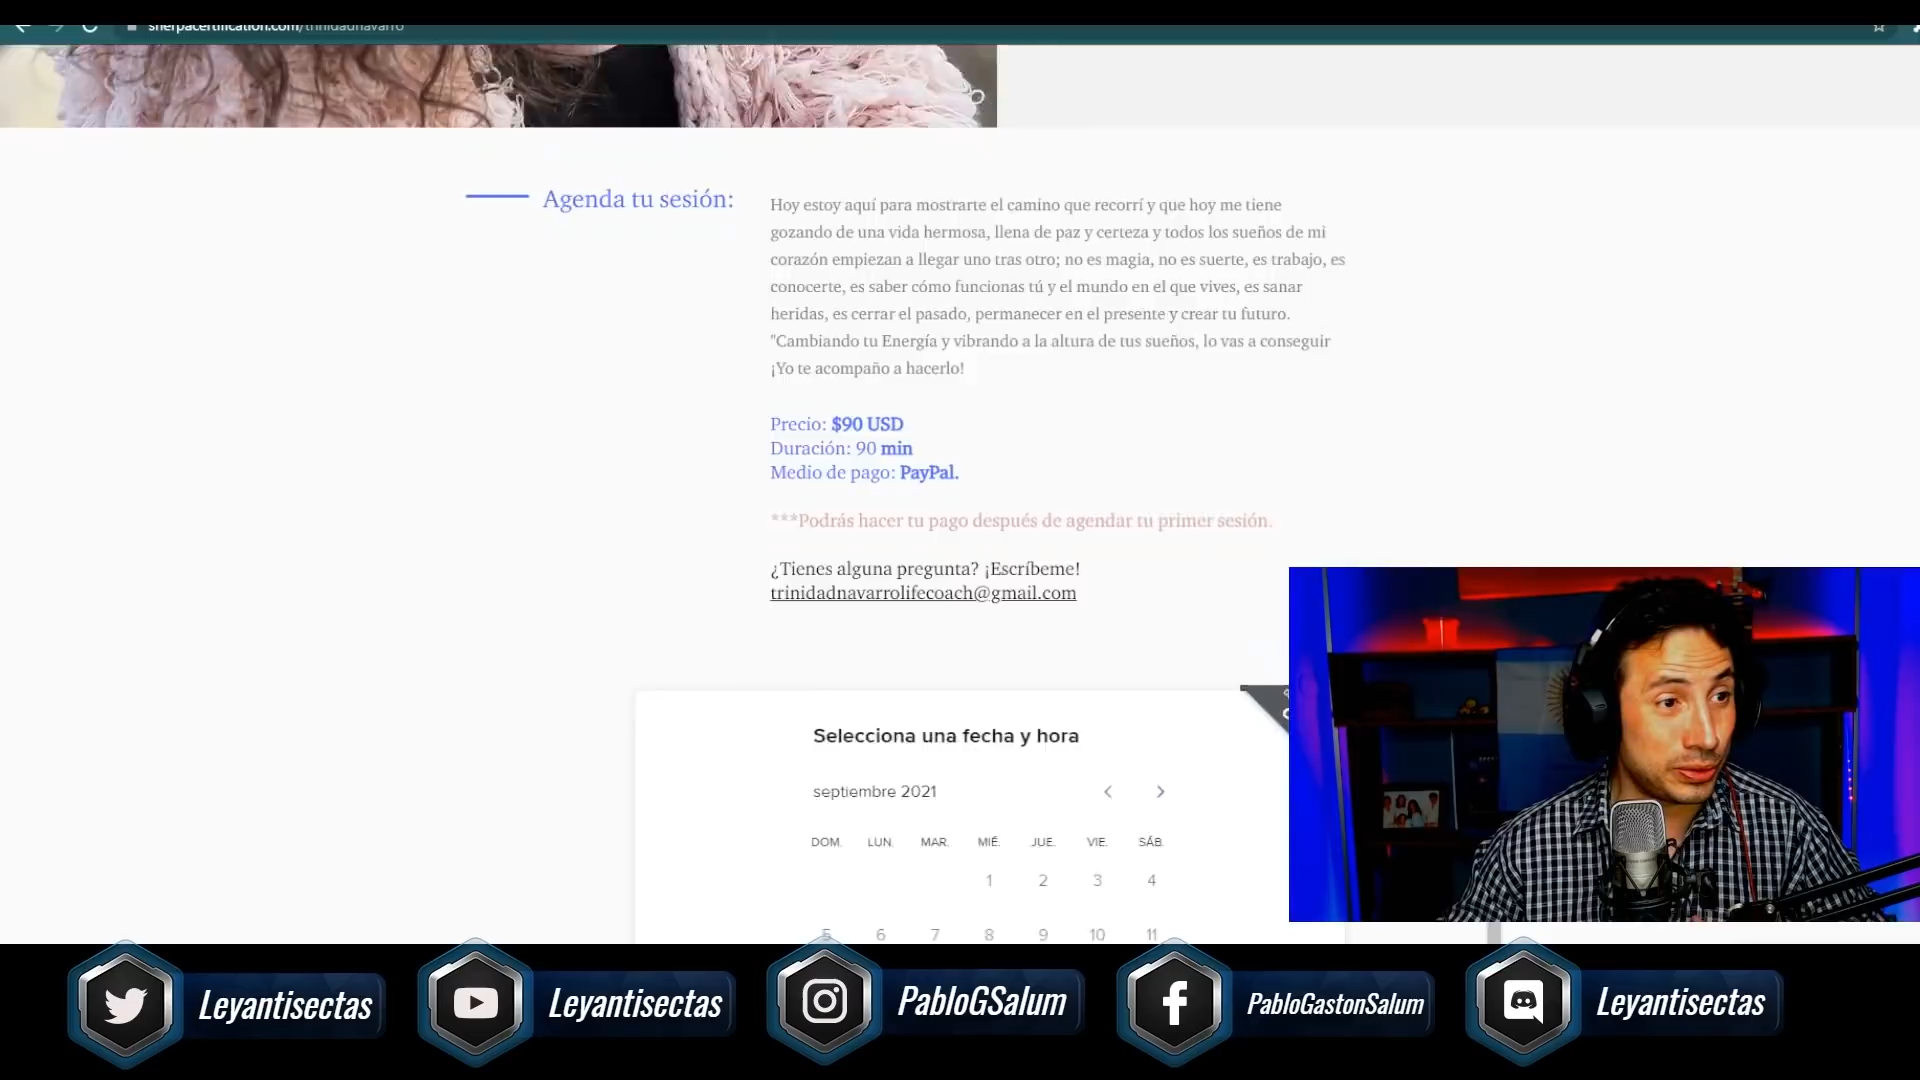 sherpacertification.com/trinidadnavarro
Agenda tu sesión:
Hoy estoy aquí para mostrarte el camino que recorrí y que hoy me tiene
gozando de una vida hermosa, llena de paz y certeza y todos los sueños de mi
corazón empiezan a llegar uno tras otro; no es magia, no es suerte, es trabajo, es
conocerte, es saber cómo funcionas tú y el mundo en el que vives, es sanar
heridas, es cerrar el pasado, permanecer en el presente y crear tu futuro.
"Cambiando tu Energía y vibrando a la altura de tus sueños, lo vas a conseguir
¡Yo te acompaño a hacerlo!
Precio: $90 USD
Duración: 90 min
Medio de pago: PayPal.
***Podrás hacer tu pago después de agendar tu primer sesión.
¿Tienes alguna pregunta? ¡Escríbeme!
trinidadnavarrolifecoach@gmail.com
Selecciona una fecha y hora
septiembre 2021
DOM. LUN. MAR. MIÉ. JUE. VIE. SÁB.
1 2 3 4
5 6 7 8 9 10 11
Leyantisectas
Leyantisectas
PabloGSalum
PabloGastonSalum
Leyantisectas